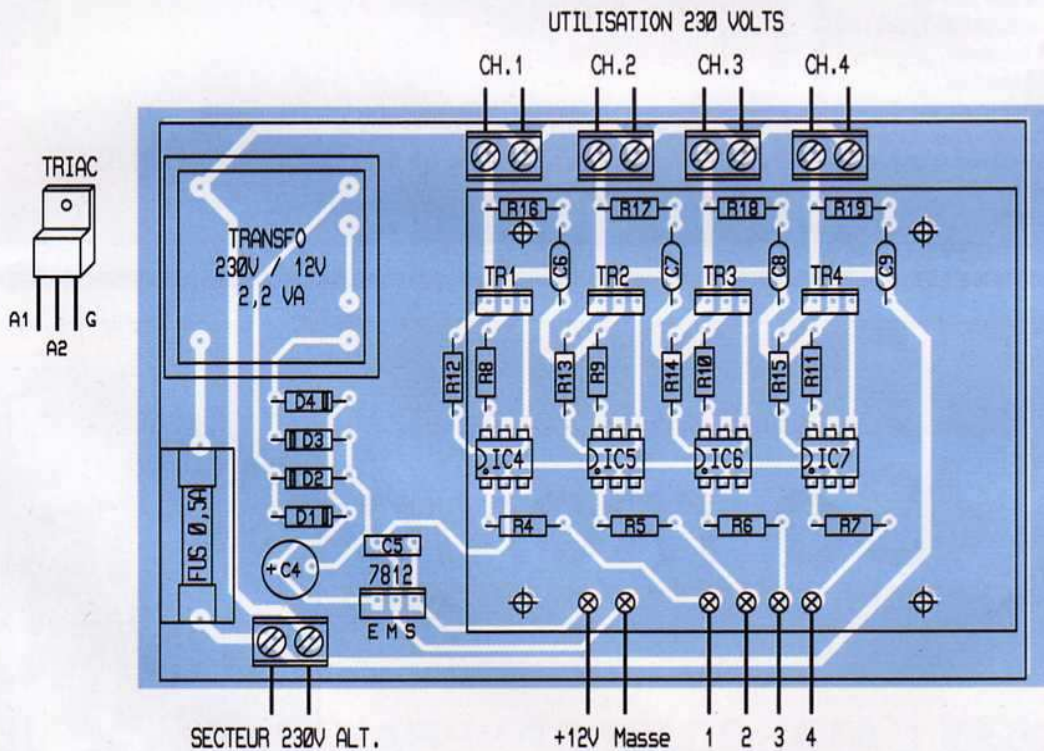 UTILISATION 230 VOLTS
CH.1 CH.2 CH.3 CH.4
TRIAC
A1 A2 G
TRANSFO
230V / 12V
2,2 VA
R16 R17 R18 R19
C6 C7 C8 C9
TR1 TR2 TR3 TR4
R12 R8 R13 R9 R14 R10 R15 R11
D4
D3
D2
D1
IC4 IC5 IC6 IC7
FUS 0,5A
R4 R5 R6 R7
C5
+ C4
7812
E M S
SECTEUR 230V ALT.
+12V Masse 1 2 3 4